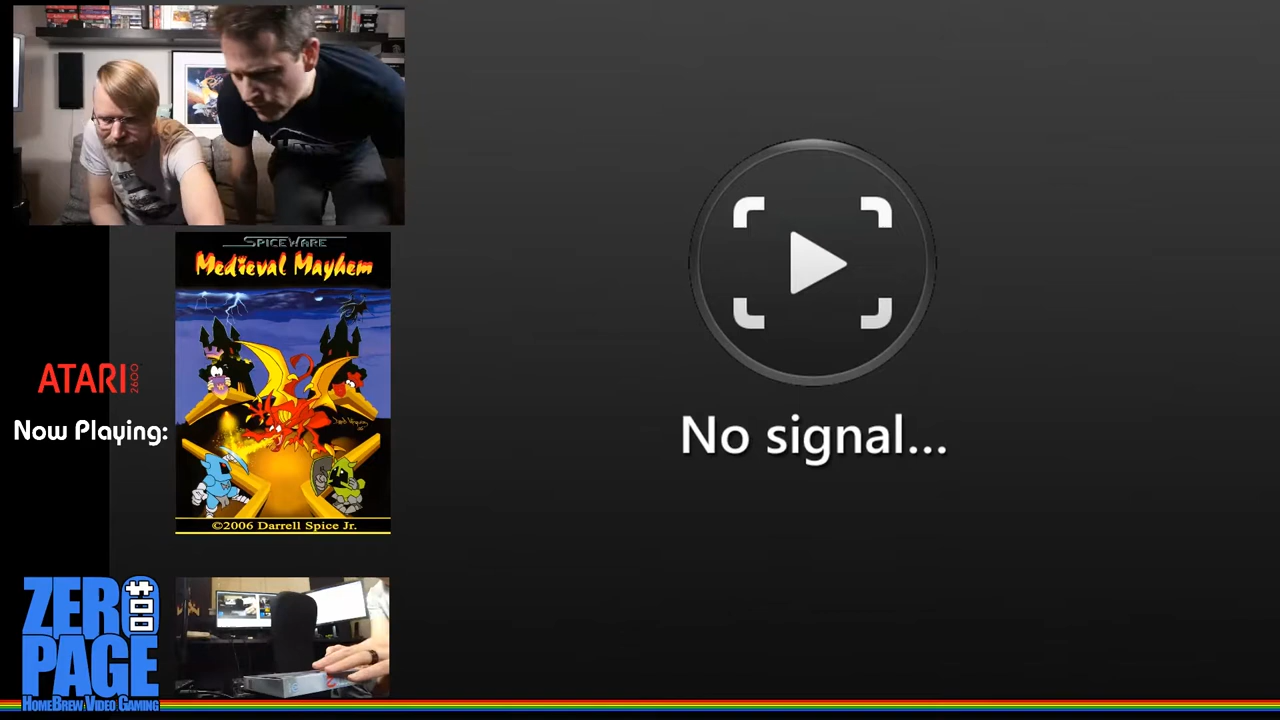 SPICEWARE
Medieval Mayhem
©2006 Darrell Spice Jr.
ATARI 2600
Now Playing:
No signal...
ZERO
PAGE
HOMEBREW VIDEO GAMING